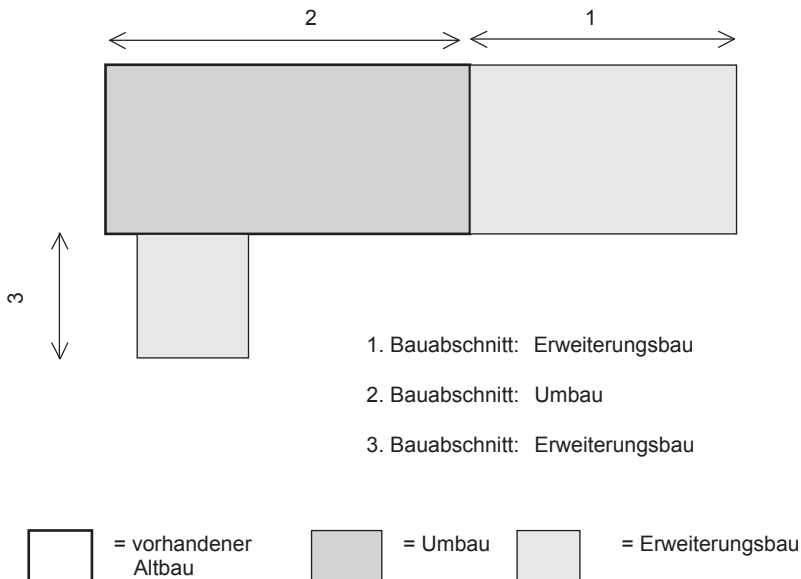 2
1
3
1. Bauabschnitt: Erweiterungsbau
2. Bauabschnitt: Umbau
3. Bauabschnitt: Erweiterungsbau
= vorhandener
Altbau
= Umbau
= Erweiterungsbau